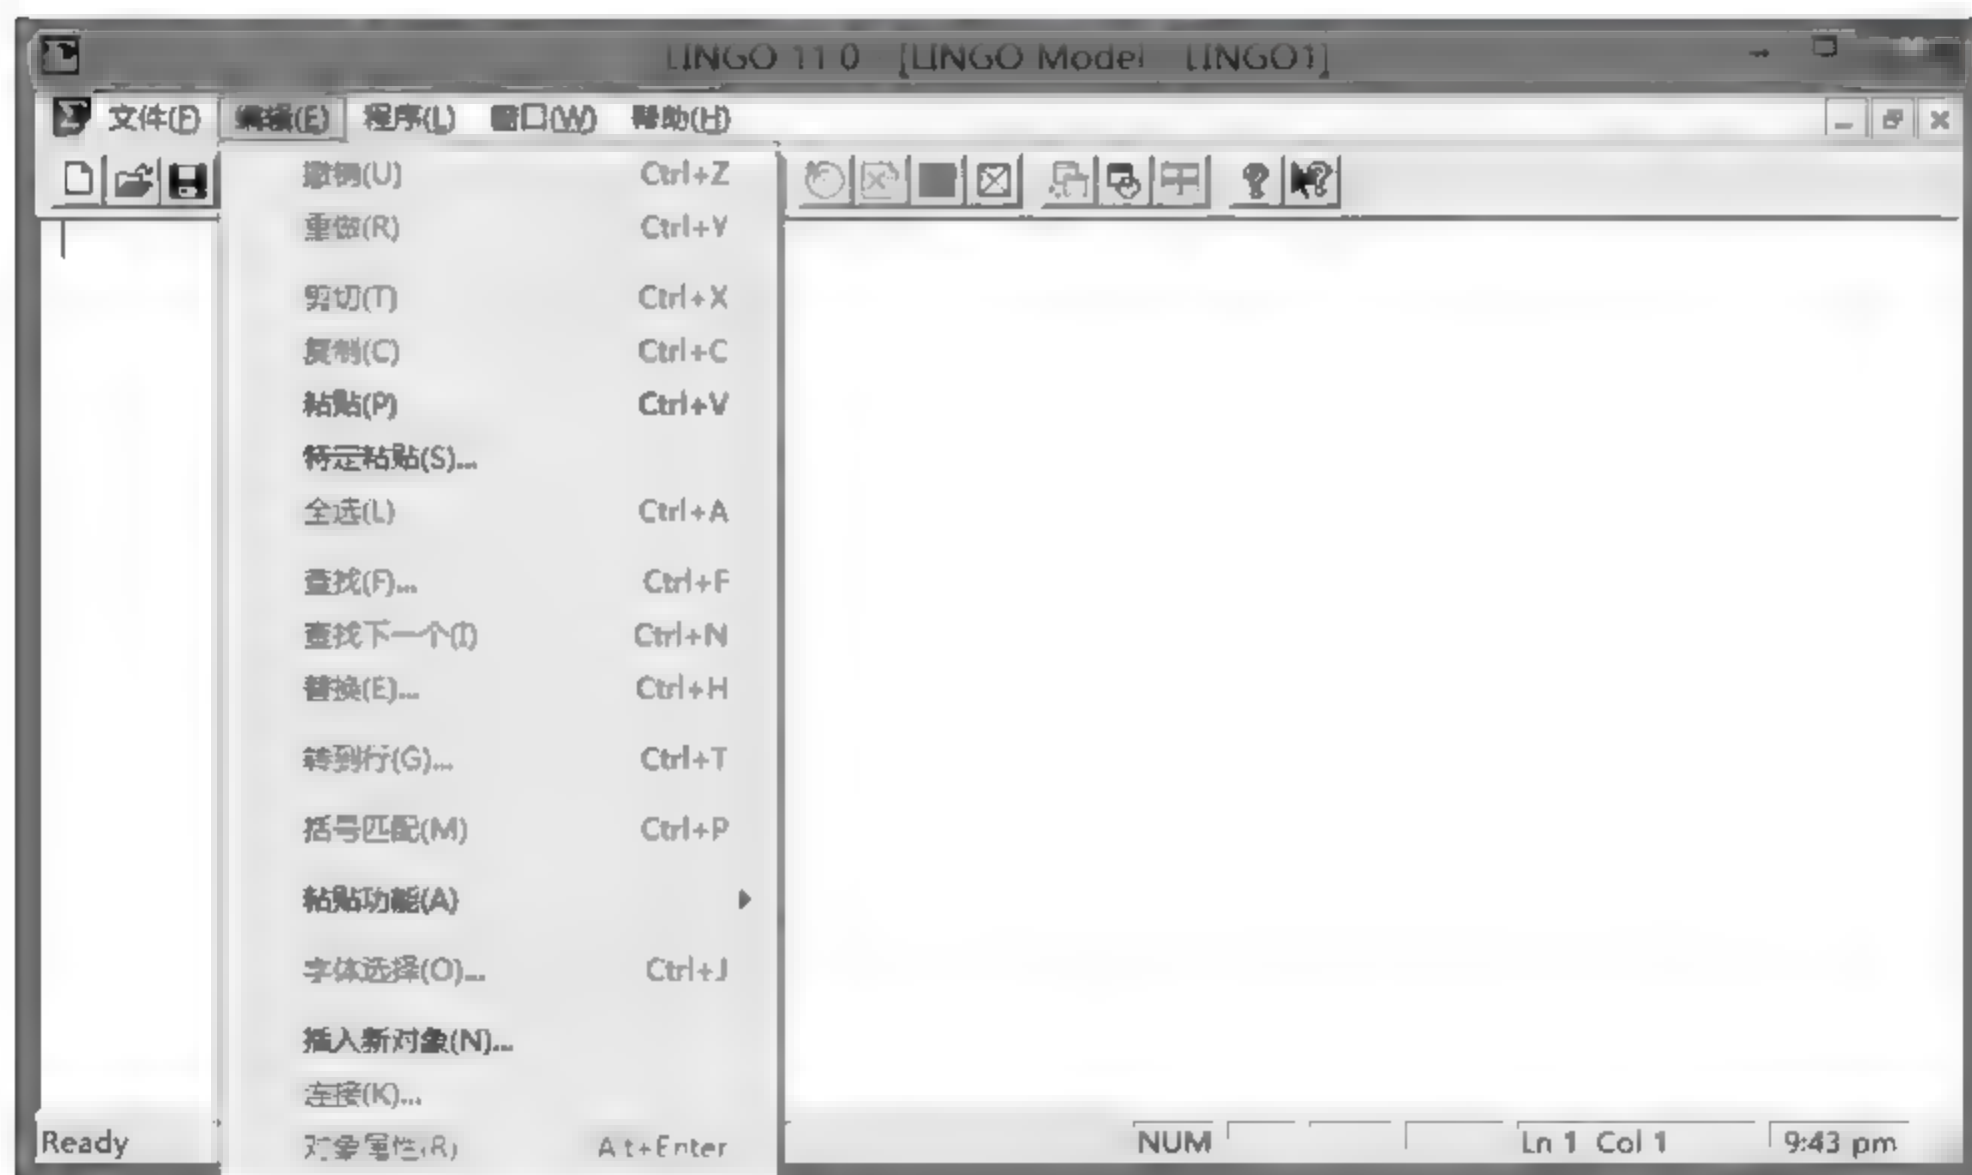 LINGO 11 0 [LINGO Model LINGO1]
文件(F) 编辑(E) 程序(L) 窗口(W) 帮助(H)
撤销(U) Ctrl+Z
重做(R) Ctrl+Y
剪切(T) Ctrl+X
复制(C) Ctrl+C
粘贴(P) Ctrl+V
特定粘贴(S)...
全选(L) Ctrl+A
查找(F)... Ctrl+F
查找下一个(I) Ctrl+N
替换(E)... Ctrl+H
转到行(G)... Ctrl+T
括号匹配(M) Ctrl+P
粘贴功能(A)
字体选择(O)... Ctrl+J
插入新对象(N)...
连接(K)...
对象属性(R) Alt+Enter
Ready NUM Ln 1 Col 1 9:43 pm